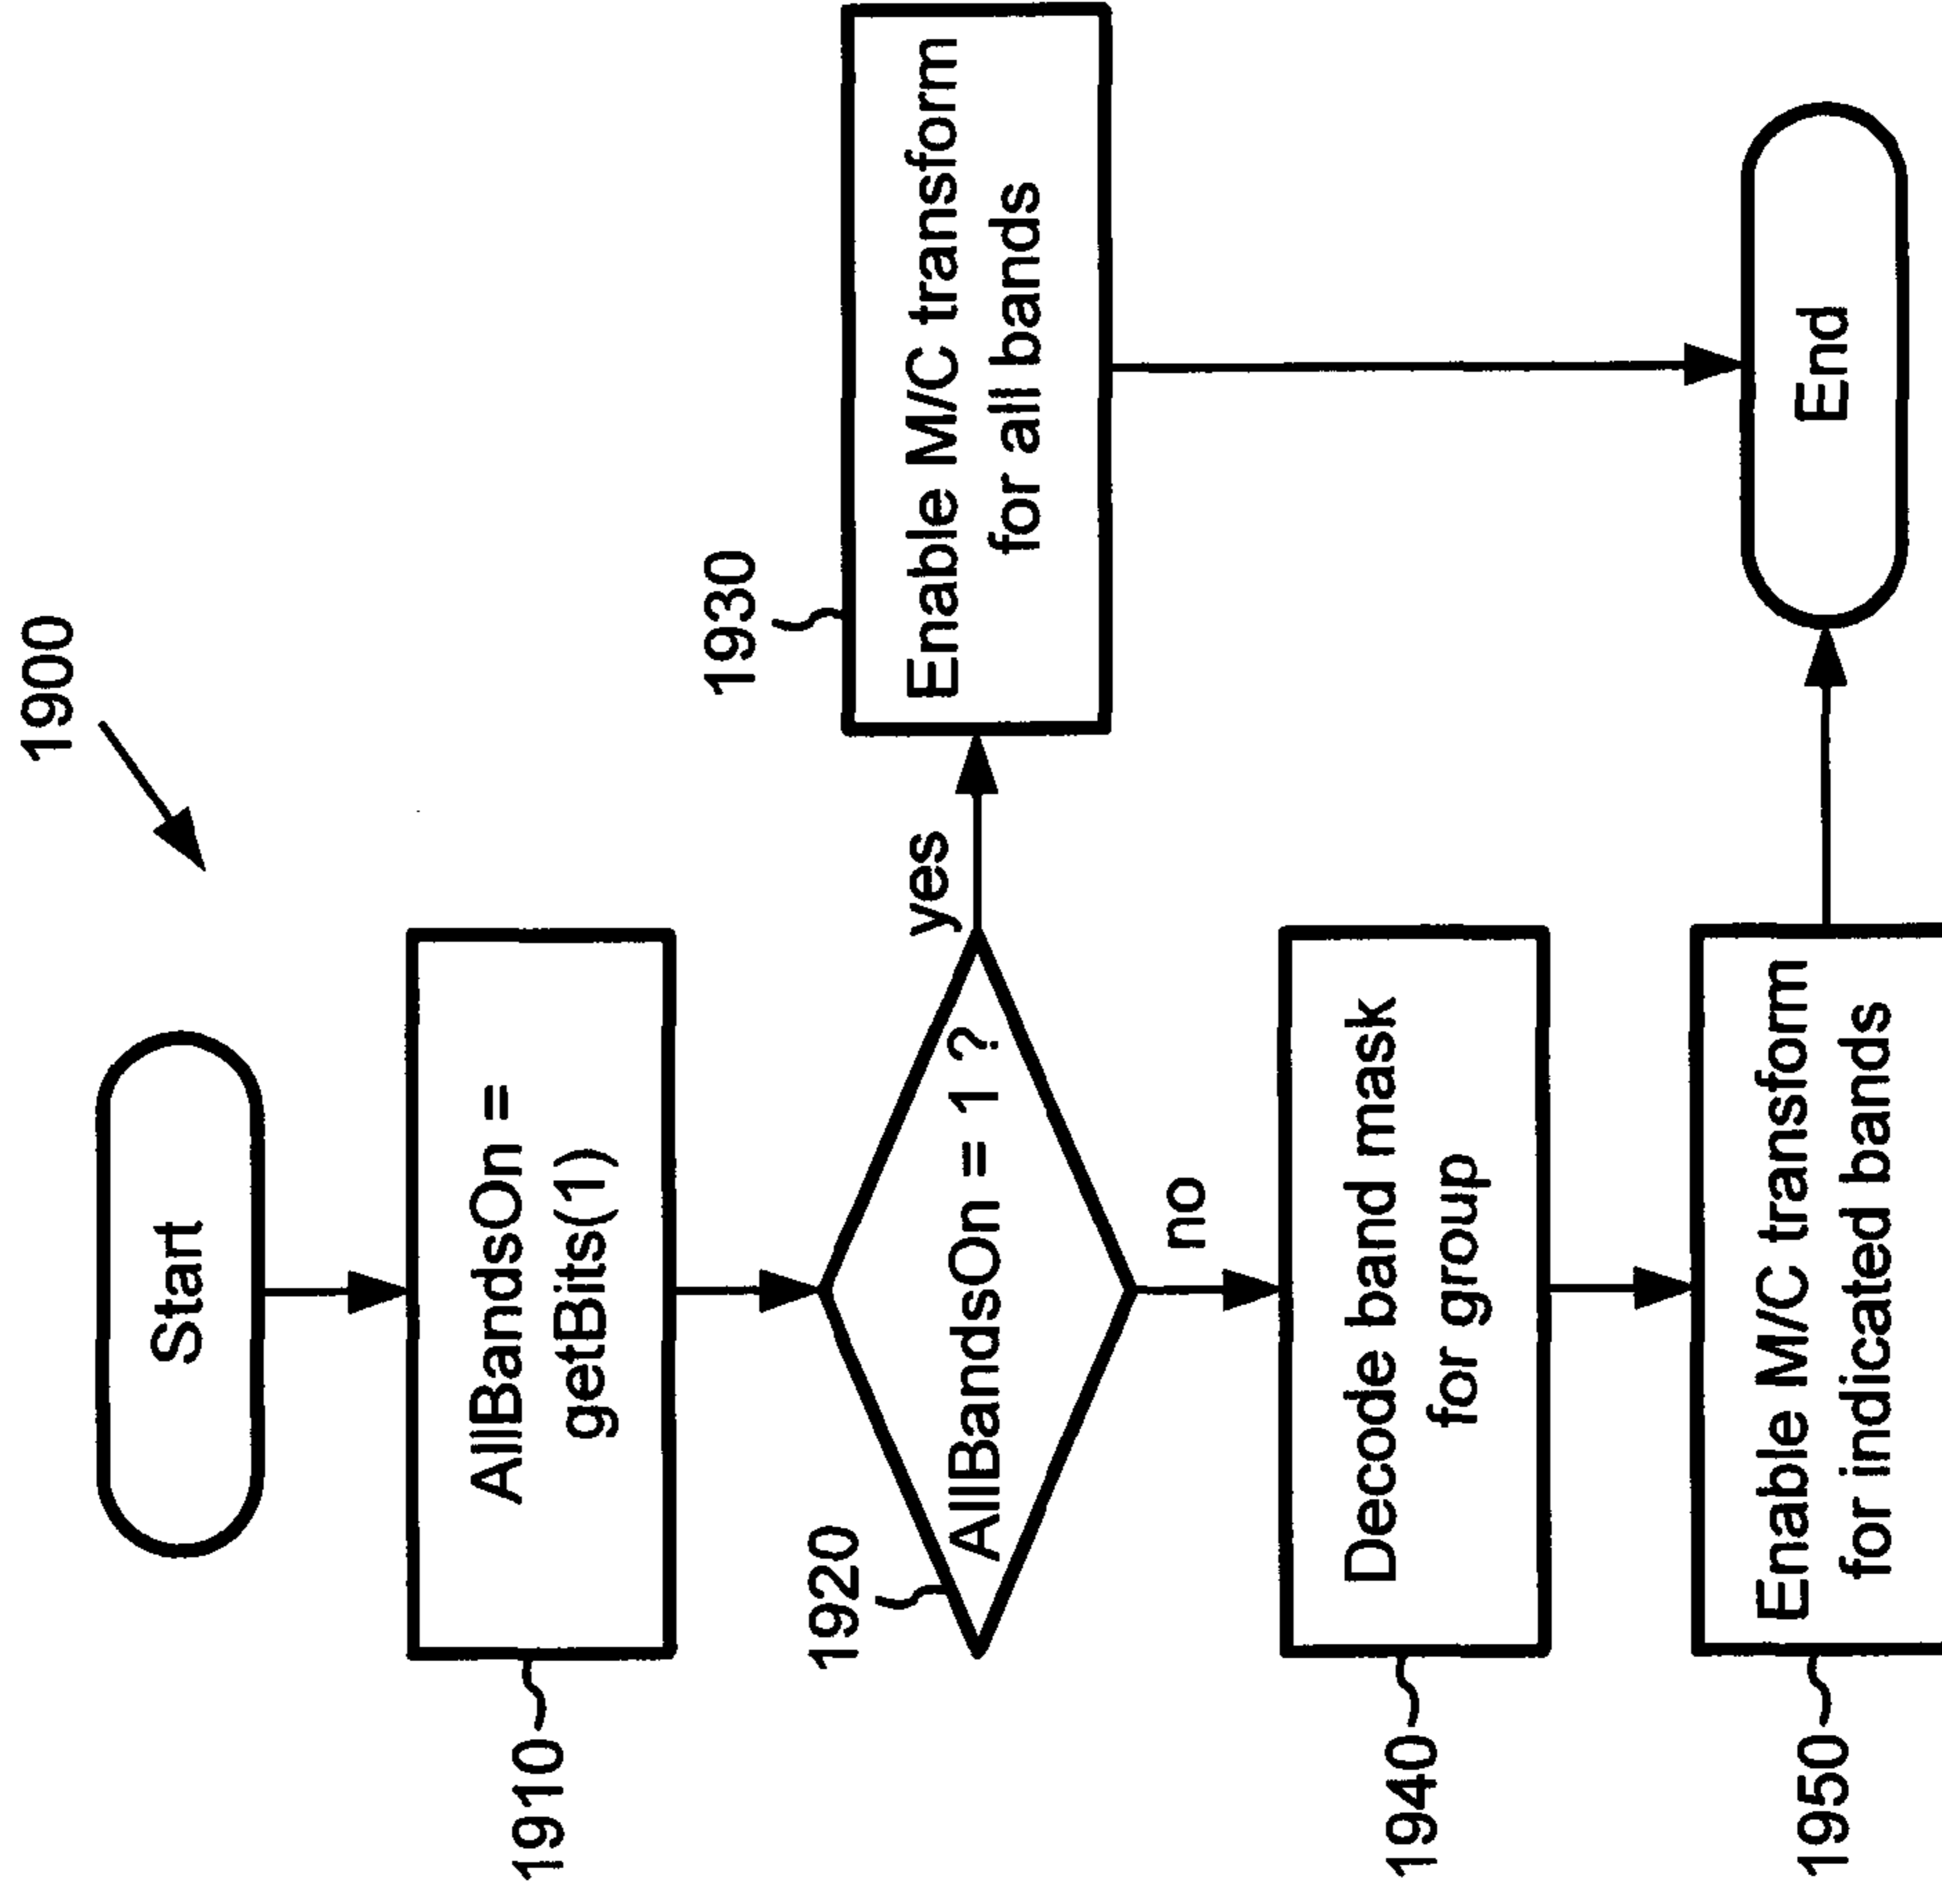 1900
Start
1910
AllBandsOn =
getBits(1)
1920
AllBandsOn = 1 ?
yes
1930
Enable M/C transform
for all bands
no
1940
Decode band mask
for group
1950
Enable M/C transform
for indicated bands
End